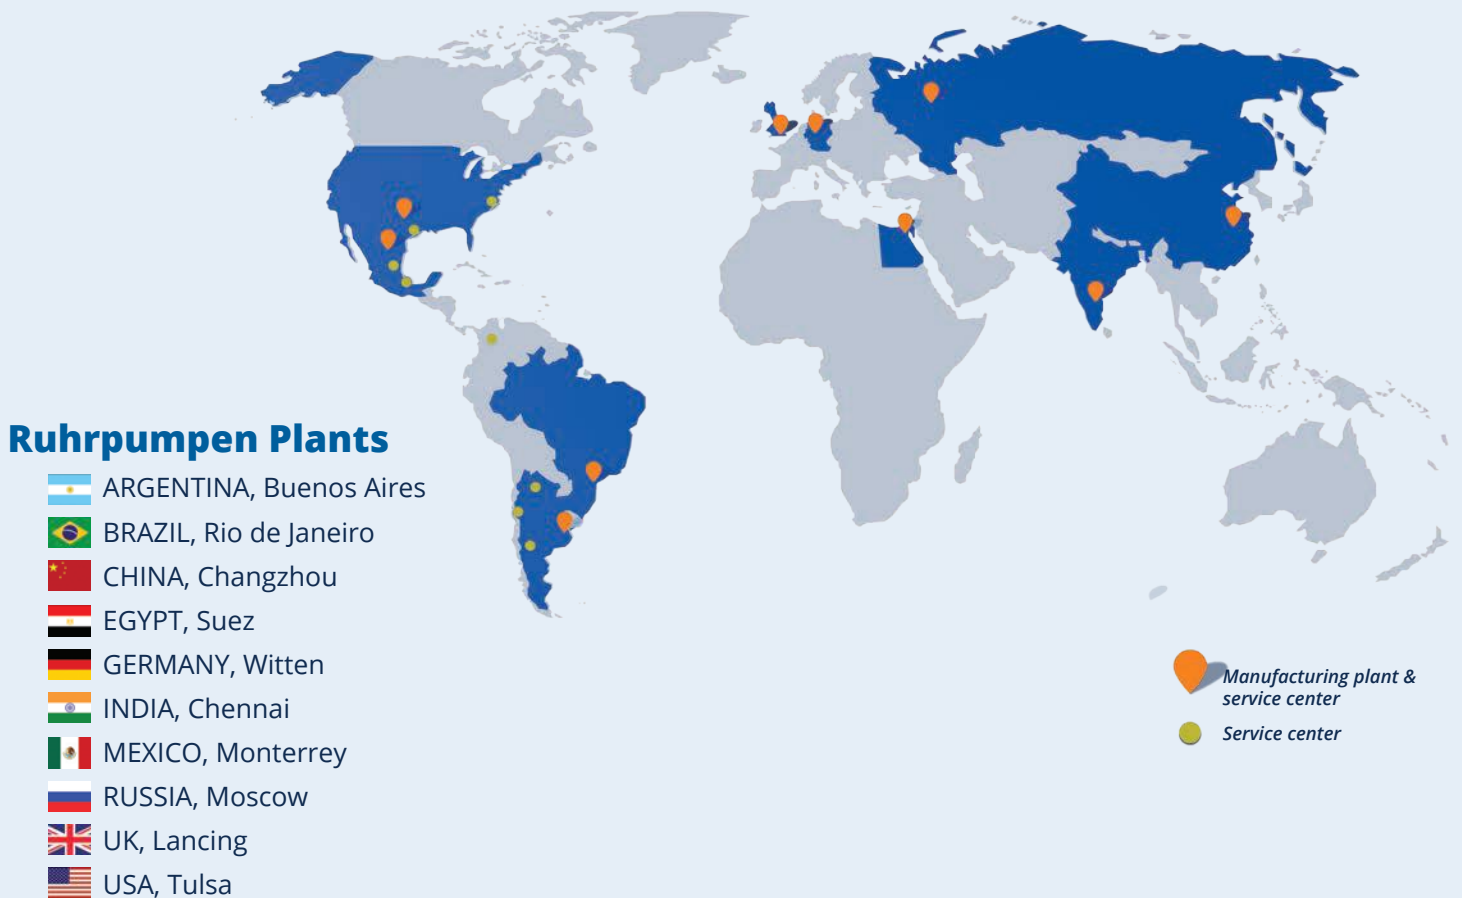 Ruhrpumpen Plants
ARGENTINA, Buenos Aires
BRAZIL, Rio de Janeiro
CHINA, Changzhou
EGYPT, Suez
GERMANY, Witten
INDIA, Chennai
MEXICO, Monterrey
RUSSIA, Moscow
UK, Lancing
USA, Tulsa
Manufacturing plant &
service center
Service center